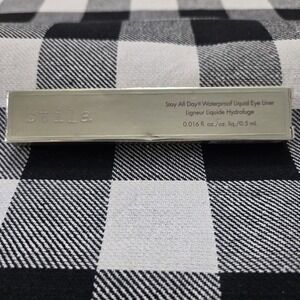 stila
Stay All Day® Waterproof Liquid Eye Liner
Ligneur Liquide Hydrofuge
0.016 fl. oz./oz. liq./0.5 mL